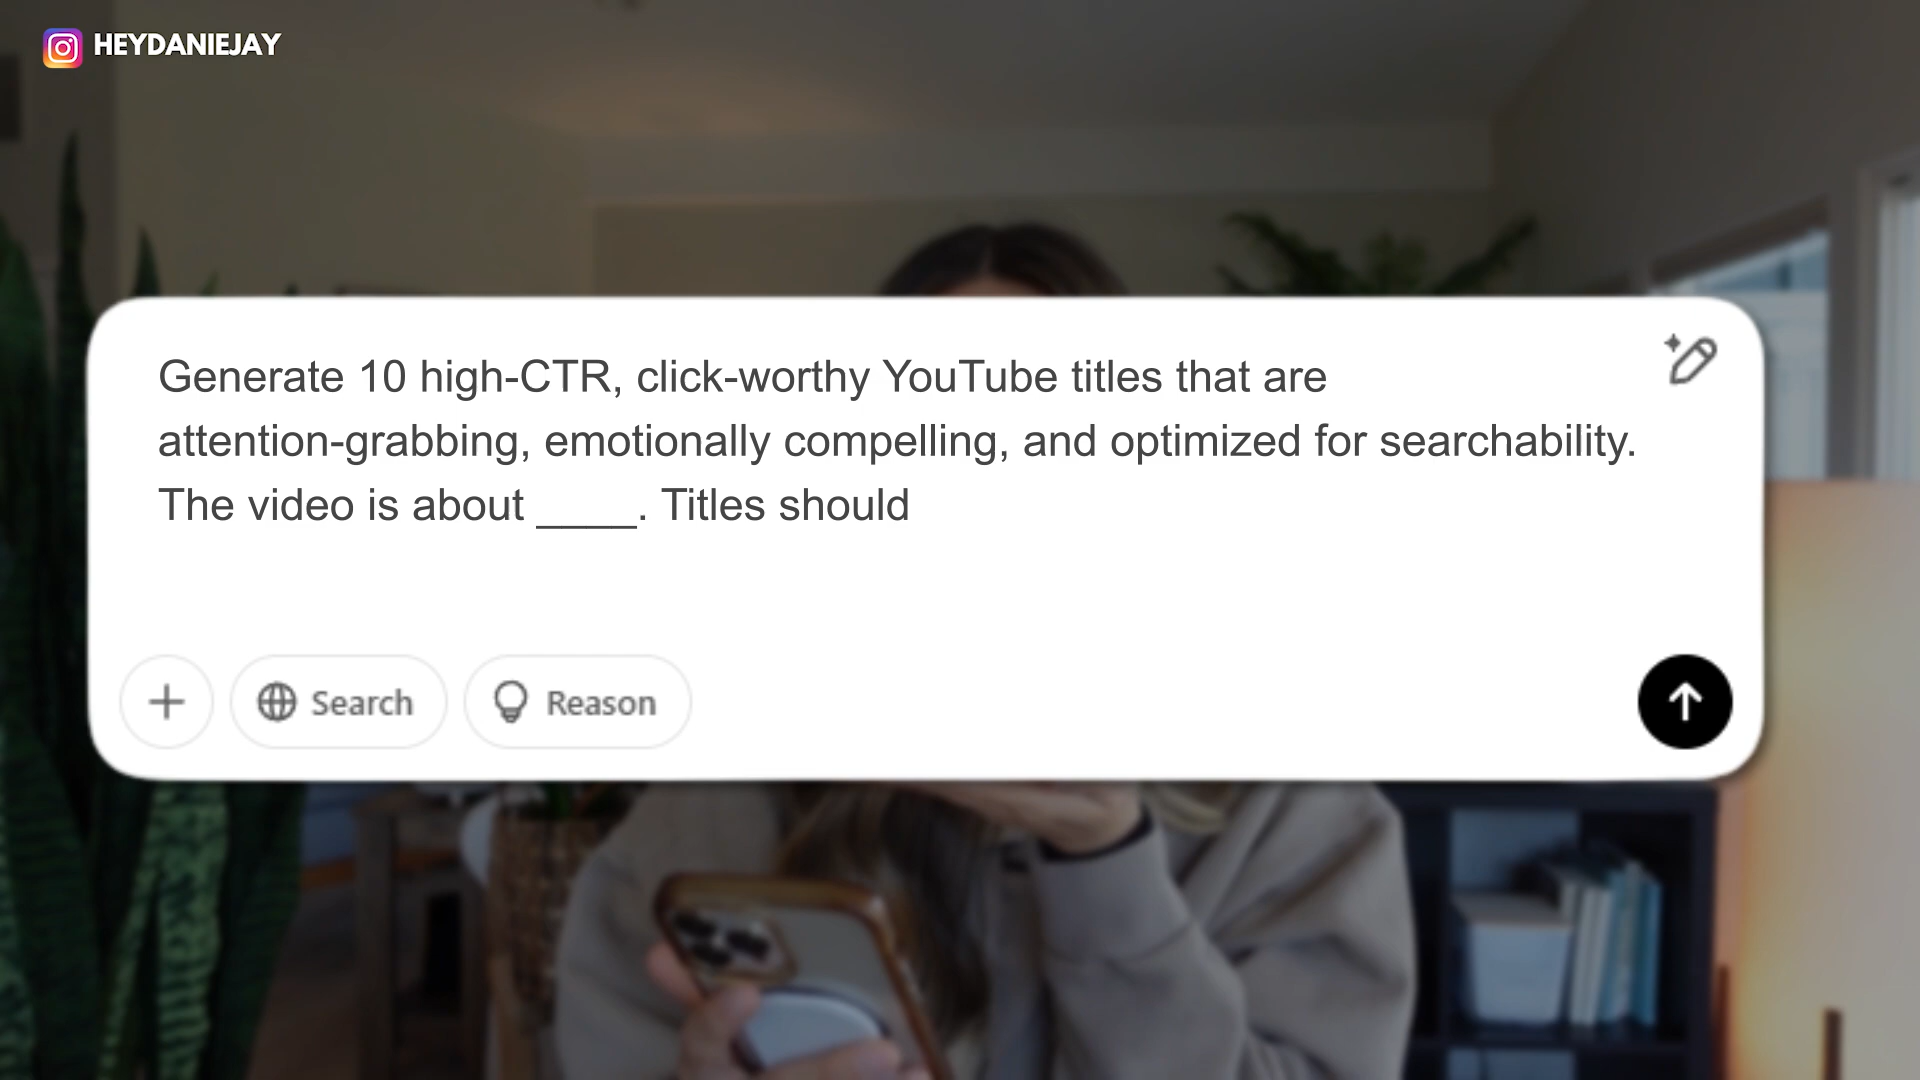 HEYDANIEJAY
Generate 10 high-CTR, click-worthy YouTube titles that are
attention-grabbing, emotionally compelling, and optimized for searchability.
The video is about ____. Titles should
Search
Reason